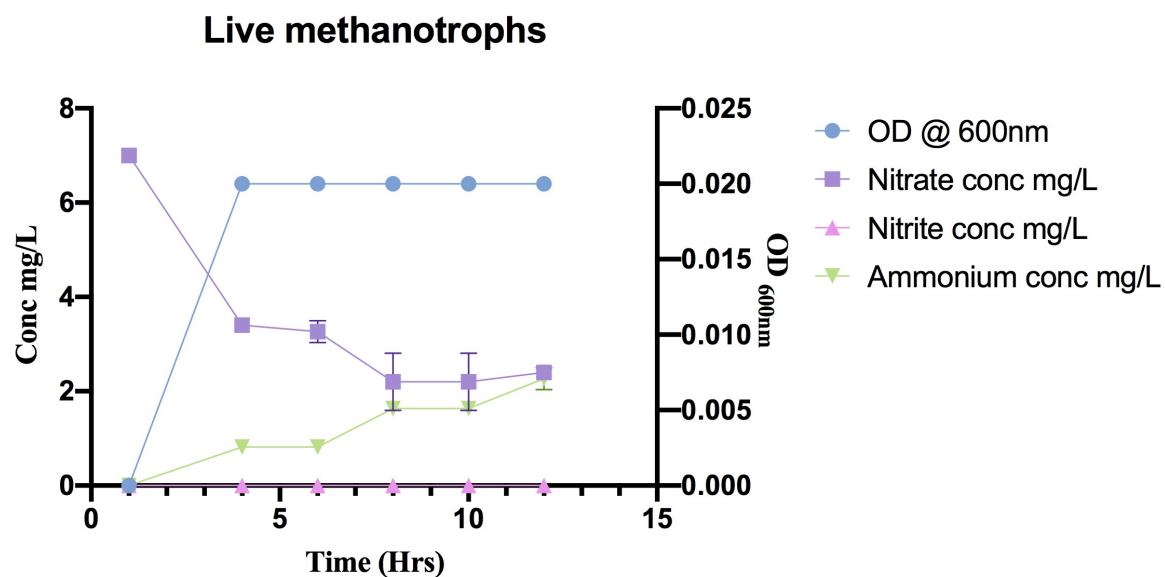 Live methanotrophs
8
6
4
2
0
Conc mg/L
0
5
10
15
Time (Hrs)
0.025
0.020
0.015
0.010
0.005
0.000
OD 600nm
OD @ 600nm
Nitrate conc mg/L
Nitrite conc mg/L
Ammonium conc mg/L